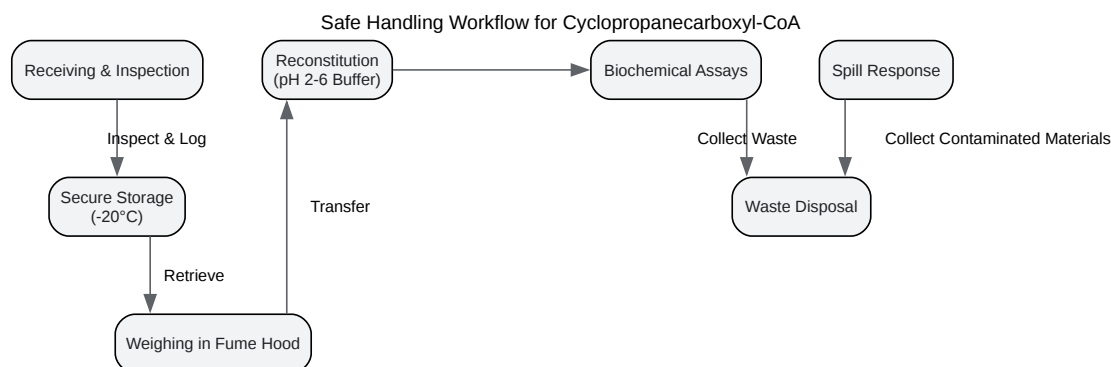 Safe Handling Workflow for Cyclopropanecarboxyl-CoA
Receiving & Inspection
Reconstitution
(pH 2-6 Buffer)
Biochemical Assays
Spill Response
Inspect & Log
Collect Waste
Collect Contaminated Materials
Secure Storage
(-20°C)
Transfer
Waste Disposal
Retrieve
Weighing in Fume Hood